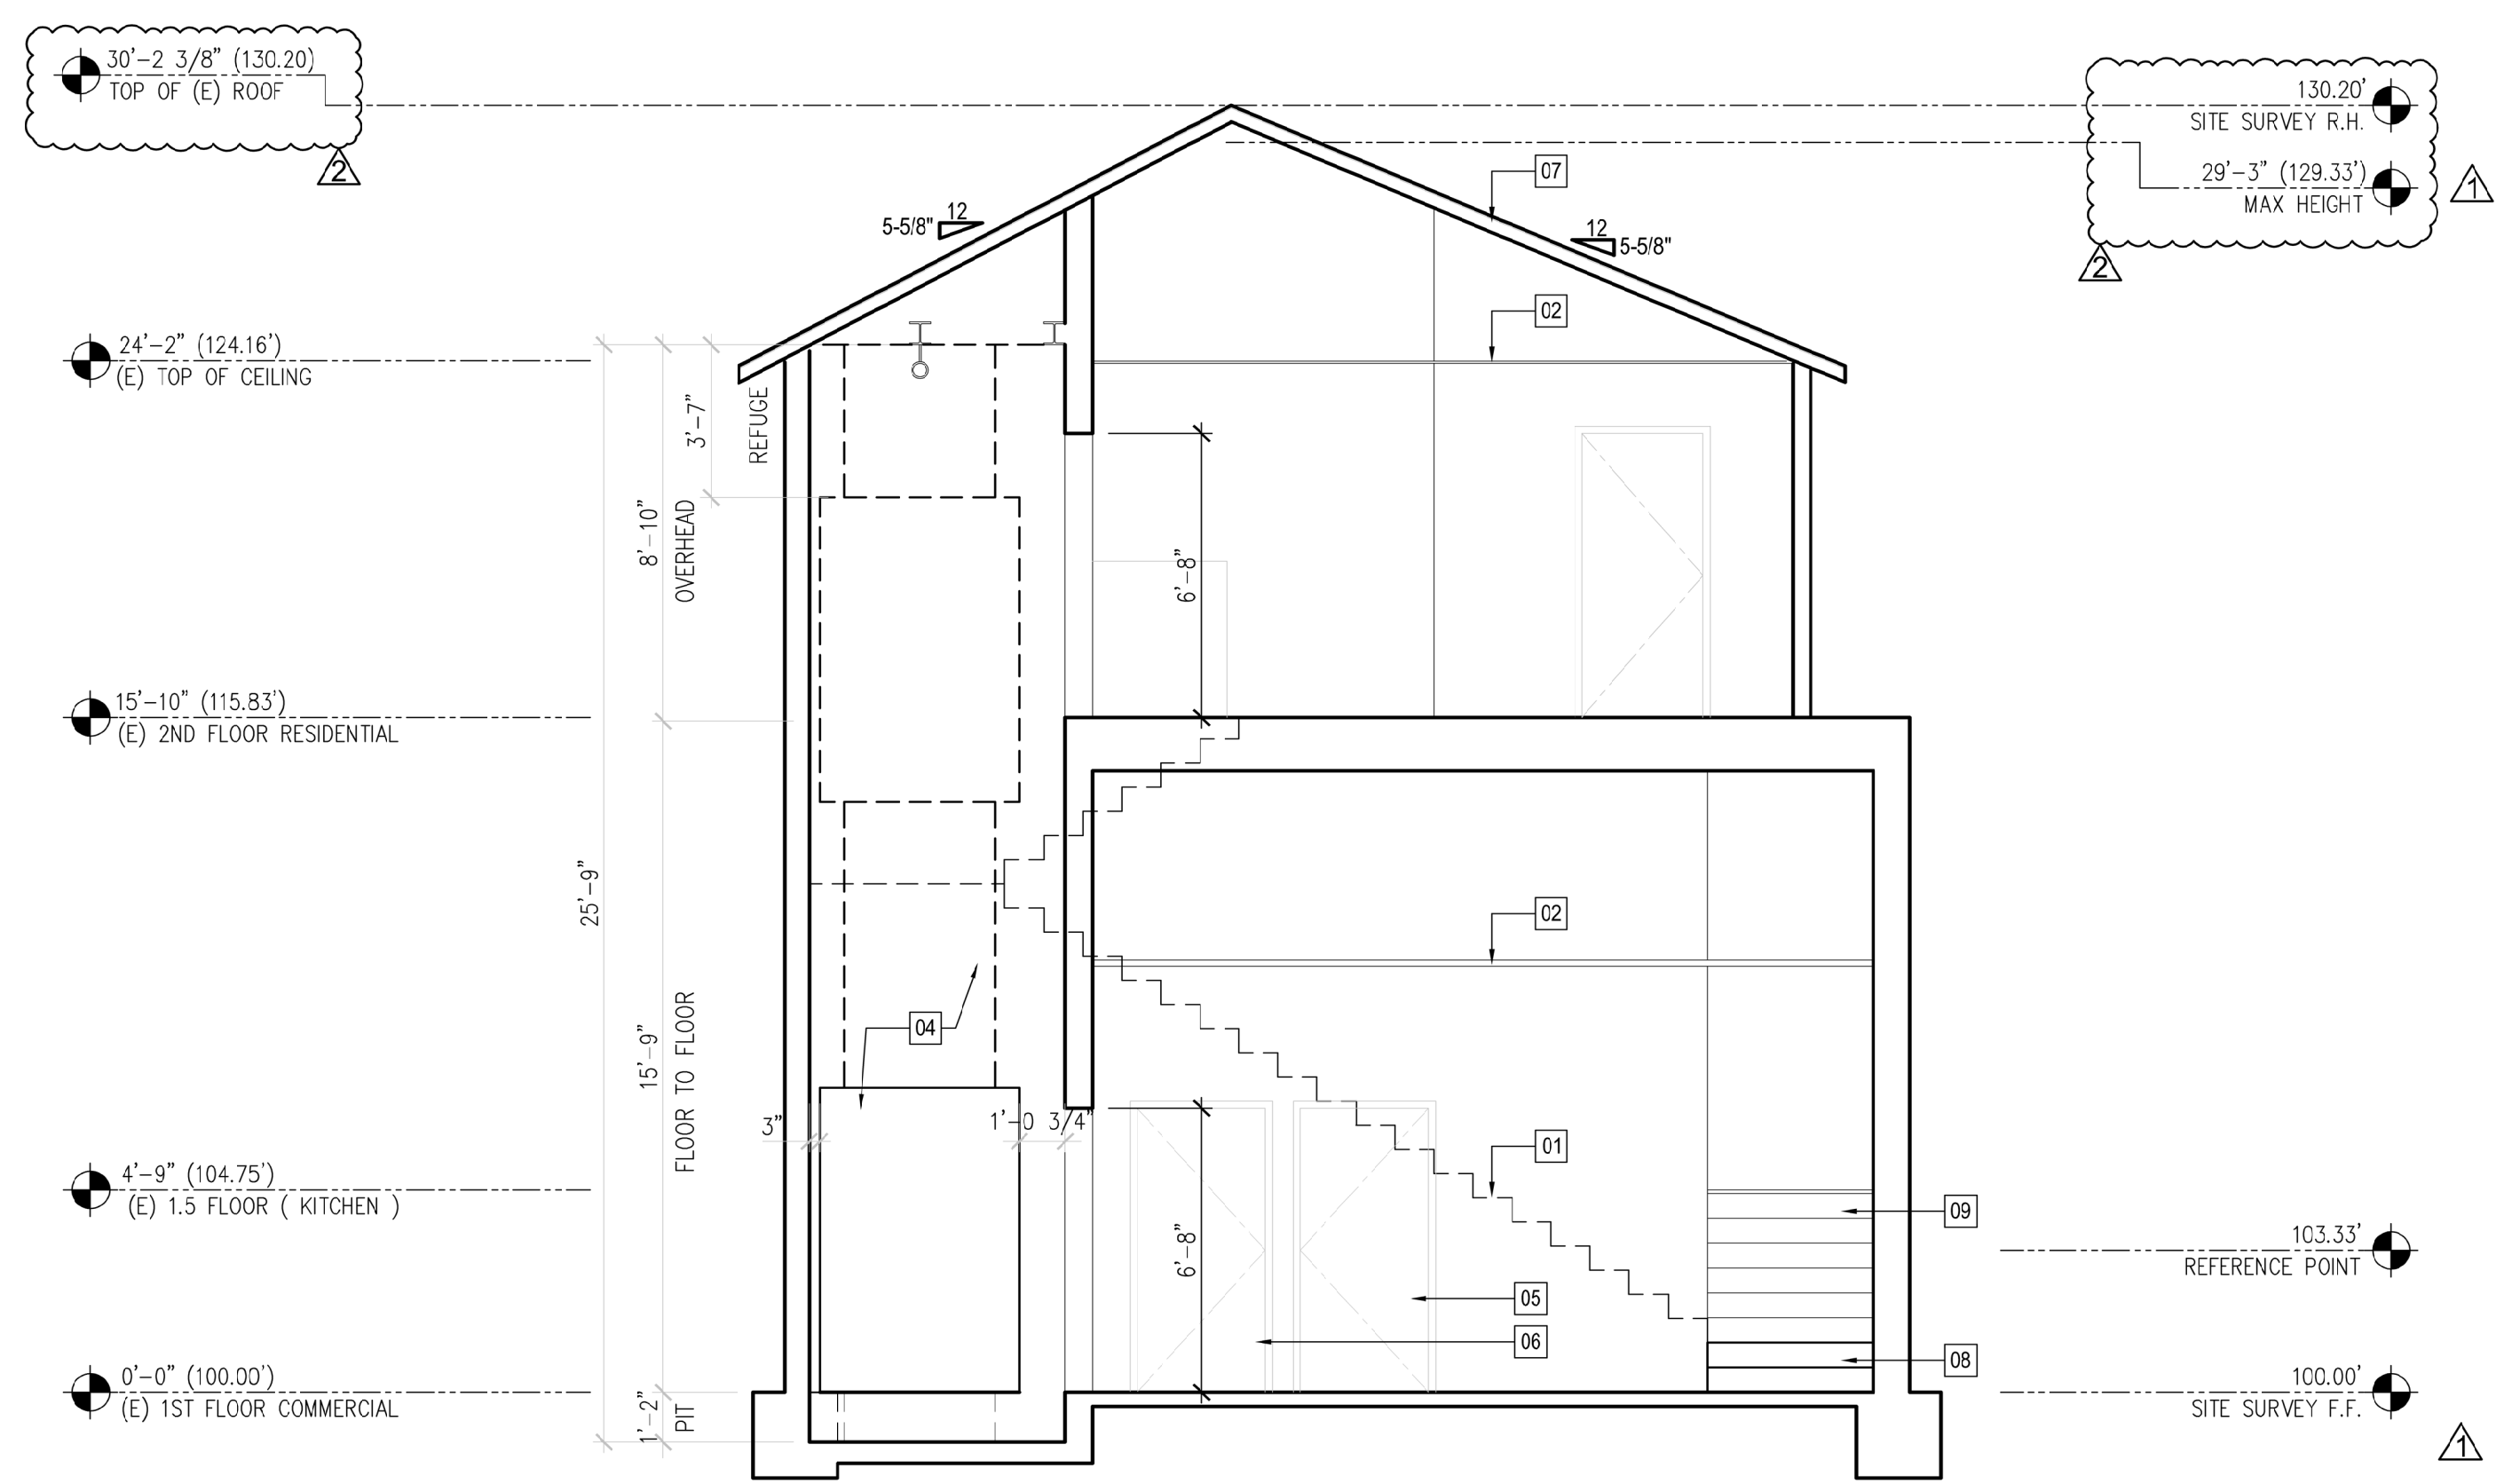 30'-2 3/8" (130.20)
TOP OF (E) ROOF
2
130.20'
SITE SURVEY R.H.
29'-3" (129.33')
MAX HEIGHT
1
2
07
12
5-5/8"
12
5-5/8"
02
24'-2" (124.16')
(E) TOP OF CEILING
3'-7"
REFUGE
8'-10"
OVERHEAD
6'-8"
15'-10" (115.83')
(E) 2ND FLOOR RESIDENTIAL
25'-9"
02
15'-9"
FLOOR TO FLOOR
04
3"
1'-0 3/4"
01
4'-9" (104.75')
(E) 1.5 FLOOR ( KITCHEN )
09
6'-8"
103.33'
REFERENCE POINT
05
06
08
0'-0" (100.00')
(E) 1ST FLOOR COMMERCIAL
1'-2"
PIT
100.00'
SITE SURVEY F.F.
1